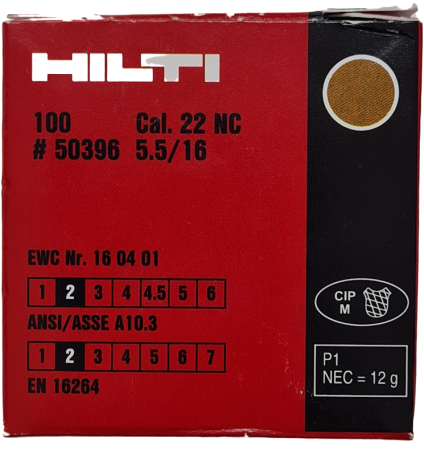 HILTI
100 Cal. 22 NC
# 50396 5.5/16
EWC Nr. 16 04 01
1 2 3 4 4.5 5 6
ANSI/ASSE A10.3
1 2 3 4 5 6 7
EN 16264
CIP
M
P1
NEC = 12 g